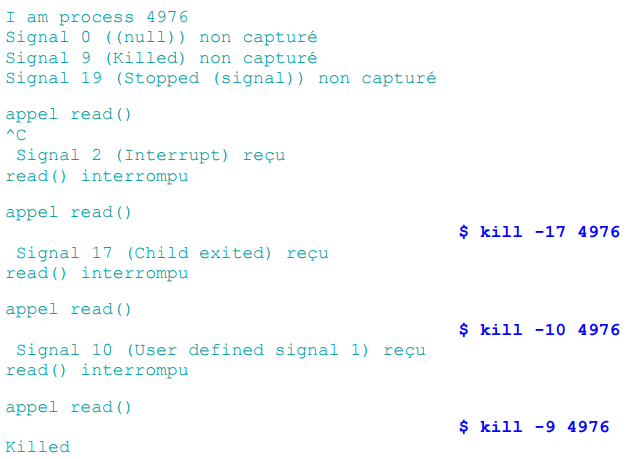 I am process 4976
Signal 0 ((null)) non capturé
Signal 9 (Killed) non capturé
Signal 19 (Stopped (signal)) non capturé
appel read()
^C
Signal 2 (Interrupt) reçu
read() interrompu
appel read()
$ kill -17 4976
Signal 17 (Child exited) reçu
read() interrompu
appel read()
$ kill -10 4976
Signal 10 (User defined signal 1) reçu
read() interrompu
appel read()
$ kill -9 4976
Killed